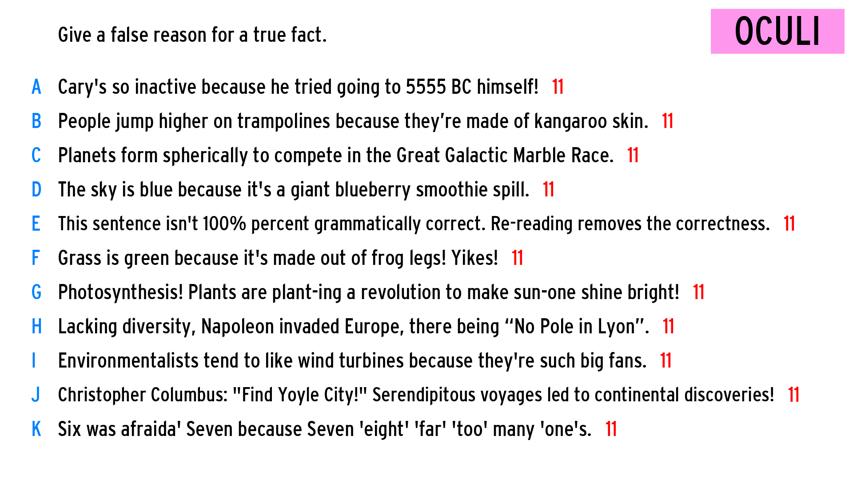 OCULI
Give a false reason for a true fact.
A Cary's so inactive because he tried going to 5555 BC himself! 11
B People jump higher on trampolines because they’re made of kangaroo skin. 11
C Planets form spherically to compete in the Great Galactic Marble Race. 11
D The sky is blue because it's a giant blueberry smoothie spill. 11
E This sentence isn't 100% percent grammatically correct. Re-reading removes the correctness. 11
F Grass is green because it's made out of frog legs! Yikes! 11
G Photosynthesis! Plants are plant-ing a revolution to make sun-one shine bright! 11
H Lacking diversity, Napoleon invaded Europe, there being “No Pole in Lyon”. 11
I Environmentalists tend to like wind turbines because they're such big fans. 11
J Christopher Columbus: "Find Yoyle City!" Serendipitous voyages led to continental discoveries! 11
K Six was afraida' Seven because Seven 'eight' 'far' 'too' many 'one's. 11